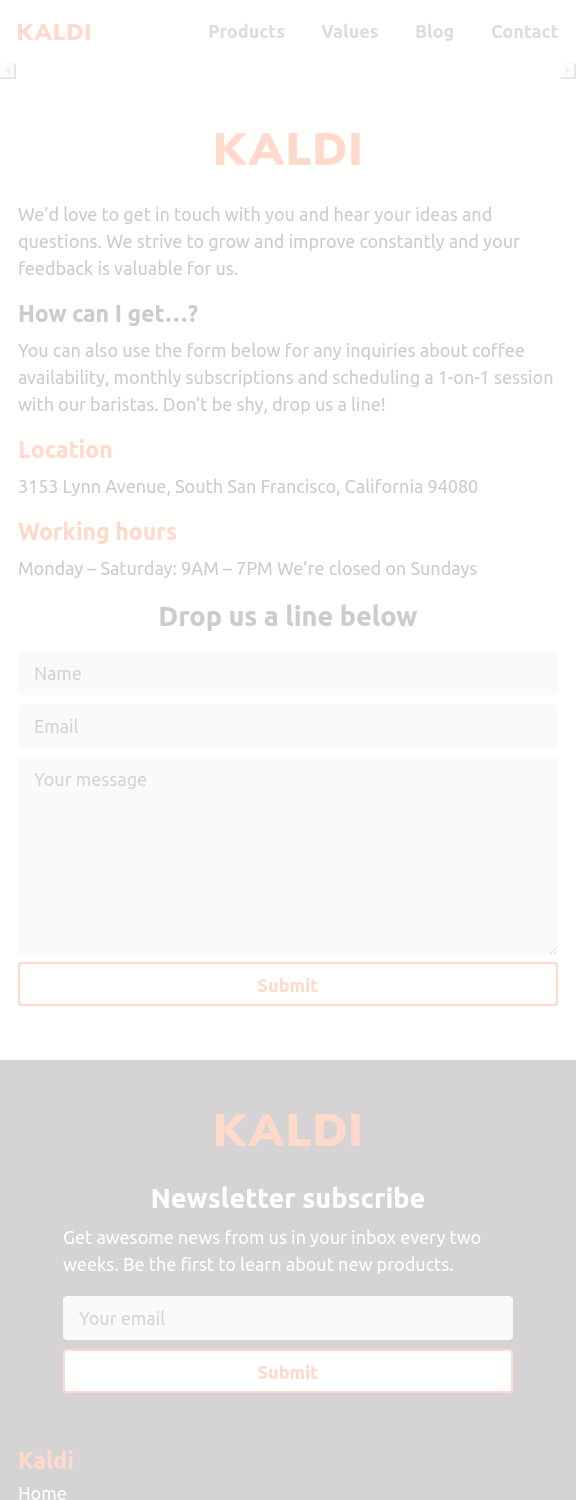 KALDI
Products Values Blog Contact
KALDI
We’d love to get in touch with you and hear your ideas and
questions. We strive to grow and improve constantly and your
feedback is valuable for us.
How can I get…?
You can also use the form below for any inquiries about coffee
availability, monthly subscriptions and scheduling a 1-on-1 session
with our baristas. Don’t be shy, drop us a line!
Location
3153 Lynn Avenue, South San Francisco, California 94080
Working hours
Monday – Saturday: 9AM – 7PM We’re closed on Sundays
Drop us a line below
Name
Email
Your message
Submit
KALDI
Newsletter subscribe
Get awesome news from us in your inbox every two
weeks. Be the first to learn about new products.
Your email
Submit
Kaldi
Home